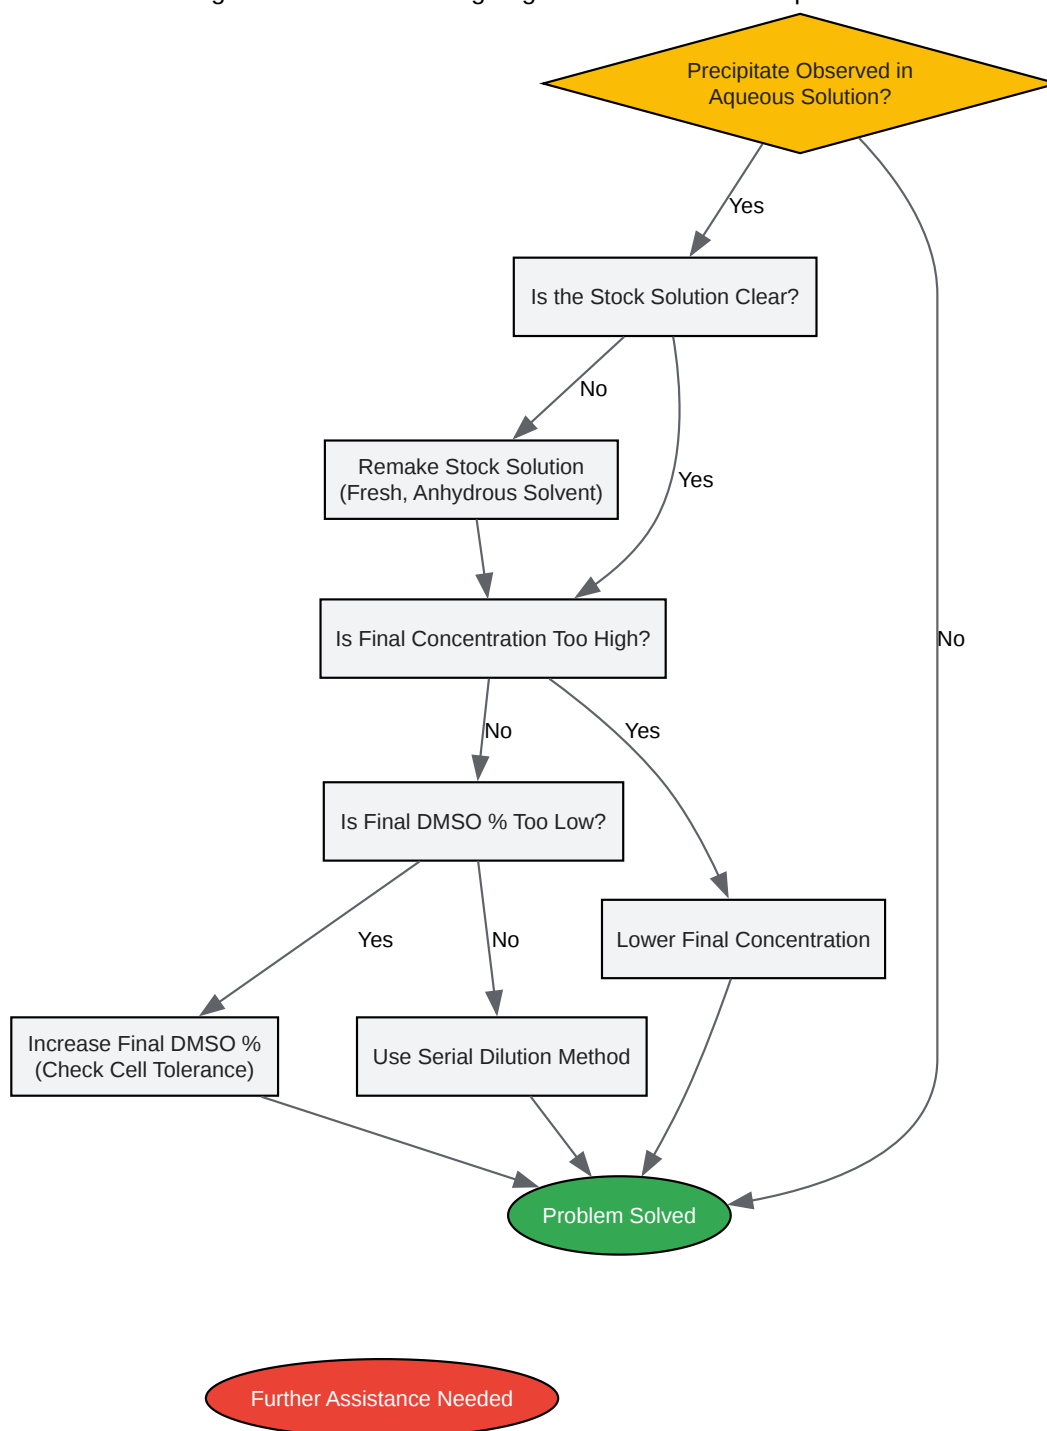 Precipitate Observed in
Aqueous Solution?
Yes
Is the Stock Solution Clear?
No
Remake Stock Solution
(Fresh, Anhydrous Solvent)
Yes
Is Final Concentration Too High?
No
No
Yes
Is Final DMSO % Too Low?
Yes
No
Lower Final Concentration
Increase Final DMSO %
(Check Cell Tolerance)
Use Serial Dilution Method
Problem Solved
Further Assistance Needed